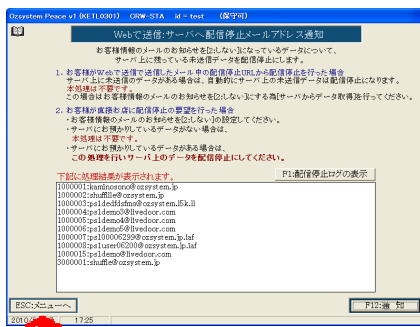 Ozsystem Peace v1 (KETL0301) CRW-STA id = test (保守可)
Webで送信:サーバへ配信停止メールアドレス通知
お客様情報のメールのお知らせを[2:しない]になっているデータについて、
サーバ上に残っている未送信データを配信停止にします。
1. お客様がWebで送信で送信したメール中の配信停止URLから配信停止を行った場合
サーバ上に未送信のデータがある場合は、自動的にサーバ上の未送信データは配信停止になります。
本処理は不要です。
この場合はお客様情報のメールのお知らせを[2:しない]にする為[サーバからデータ取得]を行ってください。
2. お客様が直接お店に配信停止の要望を行った場合
・お客様情報のメールのお知らせを[2:しない]の設定してください。
・サーバにお預かりしているデータがない場合は、
本処理は不要です。
・サーバにお預かりしているデータがある場合は、
この処理を行いサーバ上のデータを配信停止にしてください。
下記に処理結果が表示されます。
F1:配信停止ログの表示
1000001:kaminosono@ozsystem.jp
1000002:shuffille@ozsystem.jp
1000003:ps1dedfdsfmo@ozsystem.l5k.ll
1000004:ps1demo3@livedoor.com
1000005:ps1demo4@livedoor.com
1000006:ps1demo5@livedoor.com
1000007:ps100006299@ozsystem.jp.laf
1000008:ps1user06200@ozsystem.jp.laf
1000015:ps1demo@livedoor.com
3000001:shuffle@ozsystem.jp
ESC:メニューへ
F12:通 知
17:25